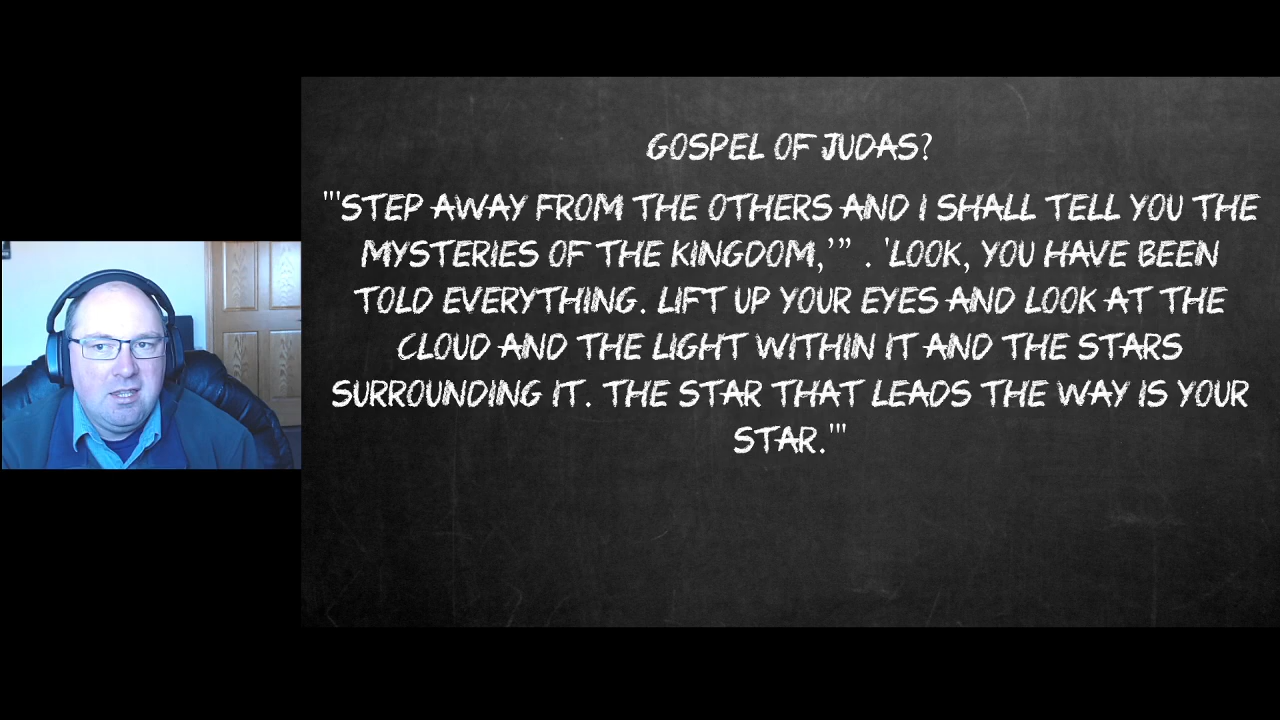 GOSPEL OF JUDAS?
"'STEP AWAY FROM THE OTHERS AND I SHALL TELL YOU THE
MYSTERIES OF THE KINGDOM,'" . 'LOOK, YOU HAVE BEEN
TOLD EVERYTHING. LIFT UP YOUR EYES AND LOOK AT THE
CLOUD AND THE LIGHT WITHIN IT AND THE STARS
SURROUNDING IT. THE STAR THAT LEADS THE WAY IS YOUR
STAR.'"